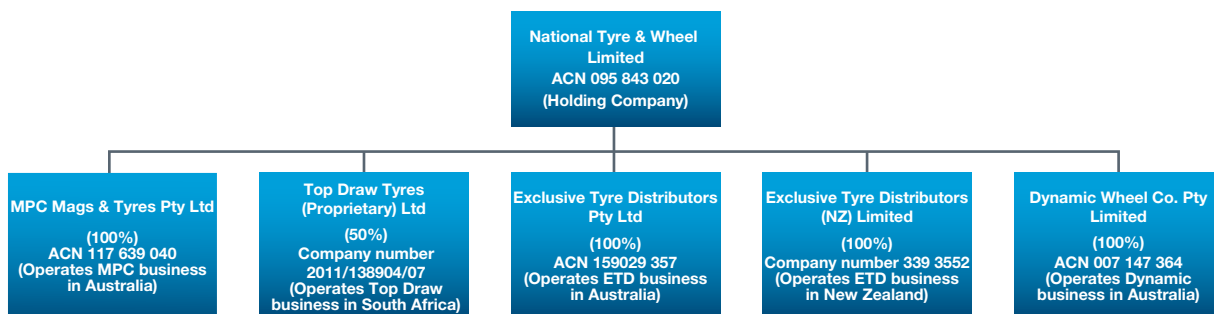 National Tyre & Wheel
Limited
ACN 095 843 020
(Holding Company)
MPC Mags & Tyres Pty Ltd
(100%)
ACN 117 639 040
(Operates MPC business
in Australia)
Top Draw Tyres
(Proprietary) Ltd
(50%)
Company number
2011/138904/07
(Operates Top Draw
business in South Africa)
Exclusive Tyre Distributors
Pty Ltd
(100%)
ACN 159029 357
(Operates ETD business
in Australia)
Exclusive Tyre Distributors
(NZ) Limited
(100%)
Company number 339 3552
(Operates ETD business
in New Zealand)
Dynamic Wheel Co. Pty
Limited
(100%)
ACN 007 147 364
(Operates Dynamic
business in Australia)